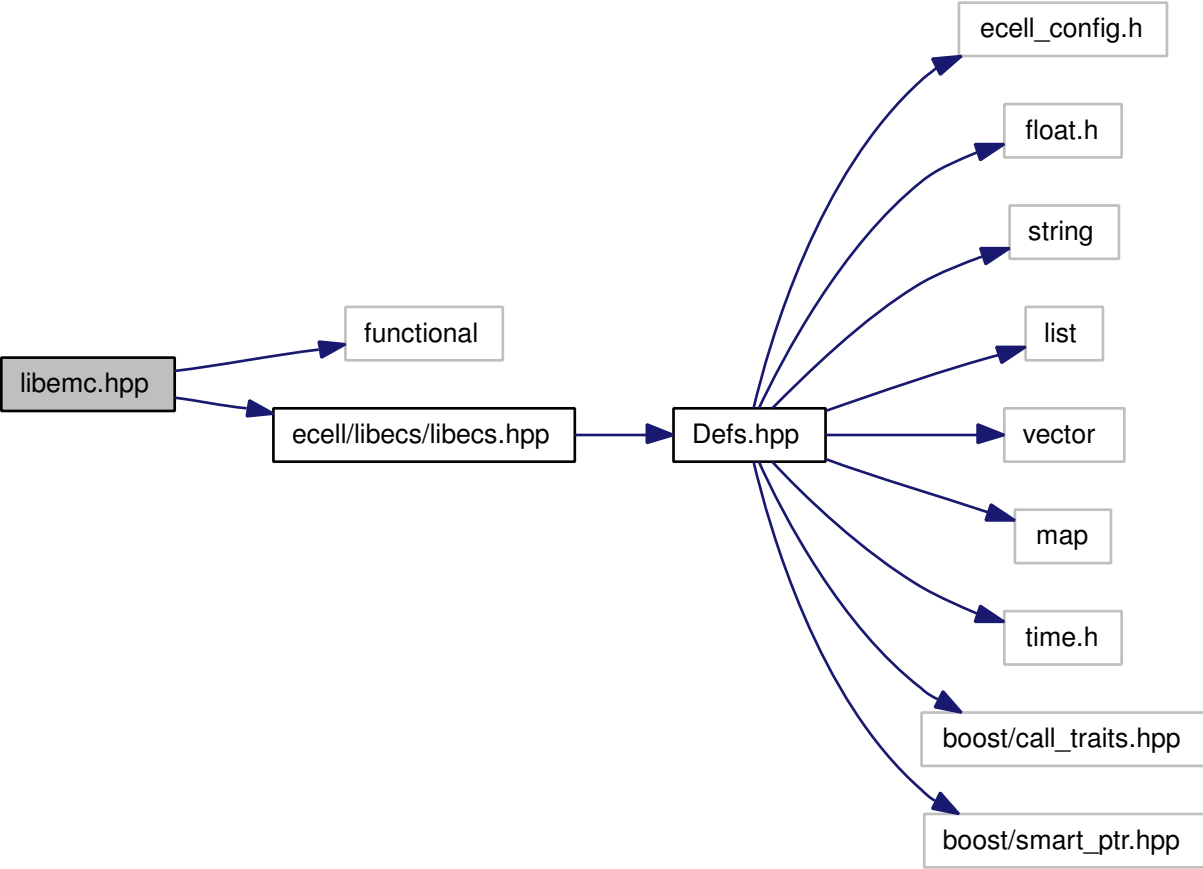 ecell_config.h
float.h
string
list
functional
libemc.hpp
ecell/libecs/libecs.hpp
Defs.hpp
vector
map
time.h
boost/call_traits.hpp
boost/smart_ptr.hpp